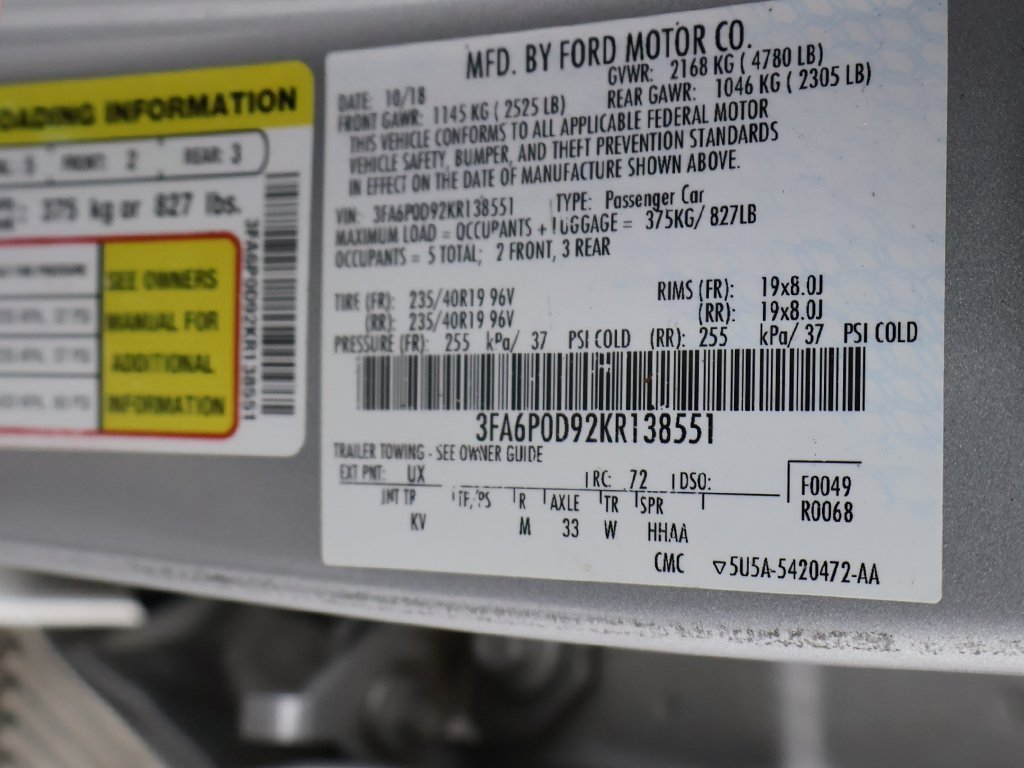 LOADING INFORMATION
FRONT: 2 REAR: 3
375 kg or 827 lbs.
3FA6P0D92KR138551
SEE OWNERS
MANUAL FOR
ADDITIONAL
INFORMATION
MFD. BY FORD MOTOR CO.
DATE: 10/18 GVWR: 2168 KG ( 4780 LB)
FRONT GAWR: 1145 KG ( 2525 LB) REAR GAWR: 1046 KG ( 2305 LB)
THIS VEHICLE CONFORMS TO ALL APPLICABLE FEDERAL MOTOR
VEHICLE SAFETY, BUMPER, AND THEFT PREVENTION STANDARDS
IN EFFECT ON THE DATE OF MANUFACTURE SHOWN ABOVE.
VIN: 3FA6P0D92KR138551 TYPE: Passenger Car
MAXIMUM LOAD = OCCUPANTS + LUGGAGE = 375KG/ 827LB
OCCUPANTS = 5 TOTAL; 2 FRONT, 3 REAR
TIRE (FR): 235/40R19 96V RIMS (FR): 19x8.0J
(RR): 235/40R19 96V (RR): 19x8.0J
PRESSURE (FR): 255 kPa/ 37 PSI COLD (RR): 255 kPa/ 37 PSI COLD
3FA6P0D92KR138551
TRAILER TOWING - SEE OWNER GUIDE
EXT PNT: UX RC: 72 DSO: F0049
INT TR TP/PS R AXLE TR SPR R0068
KV M 33 W HHAA
CMC ▽5U5A-5420472-AA